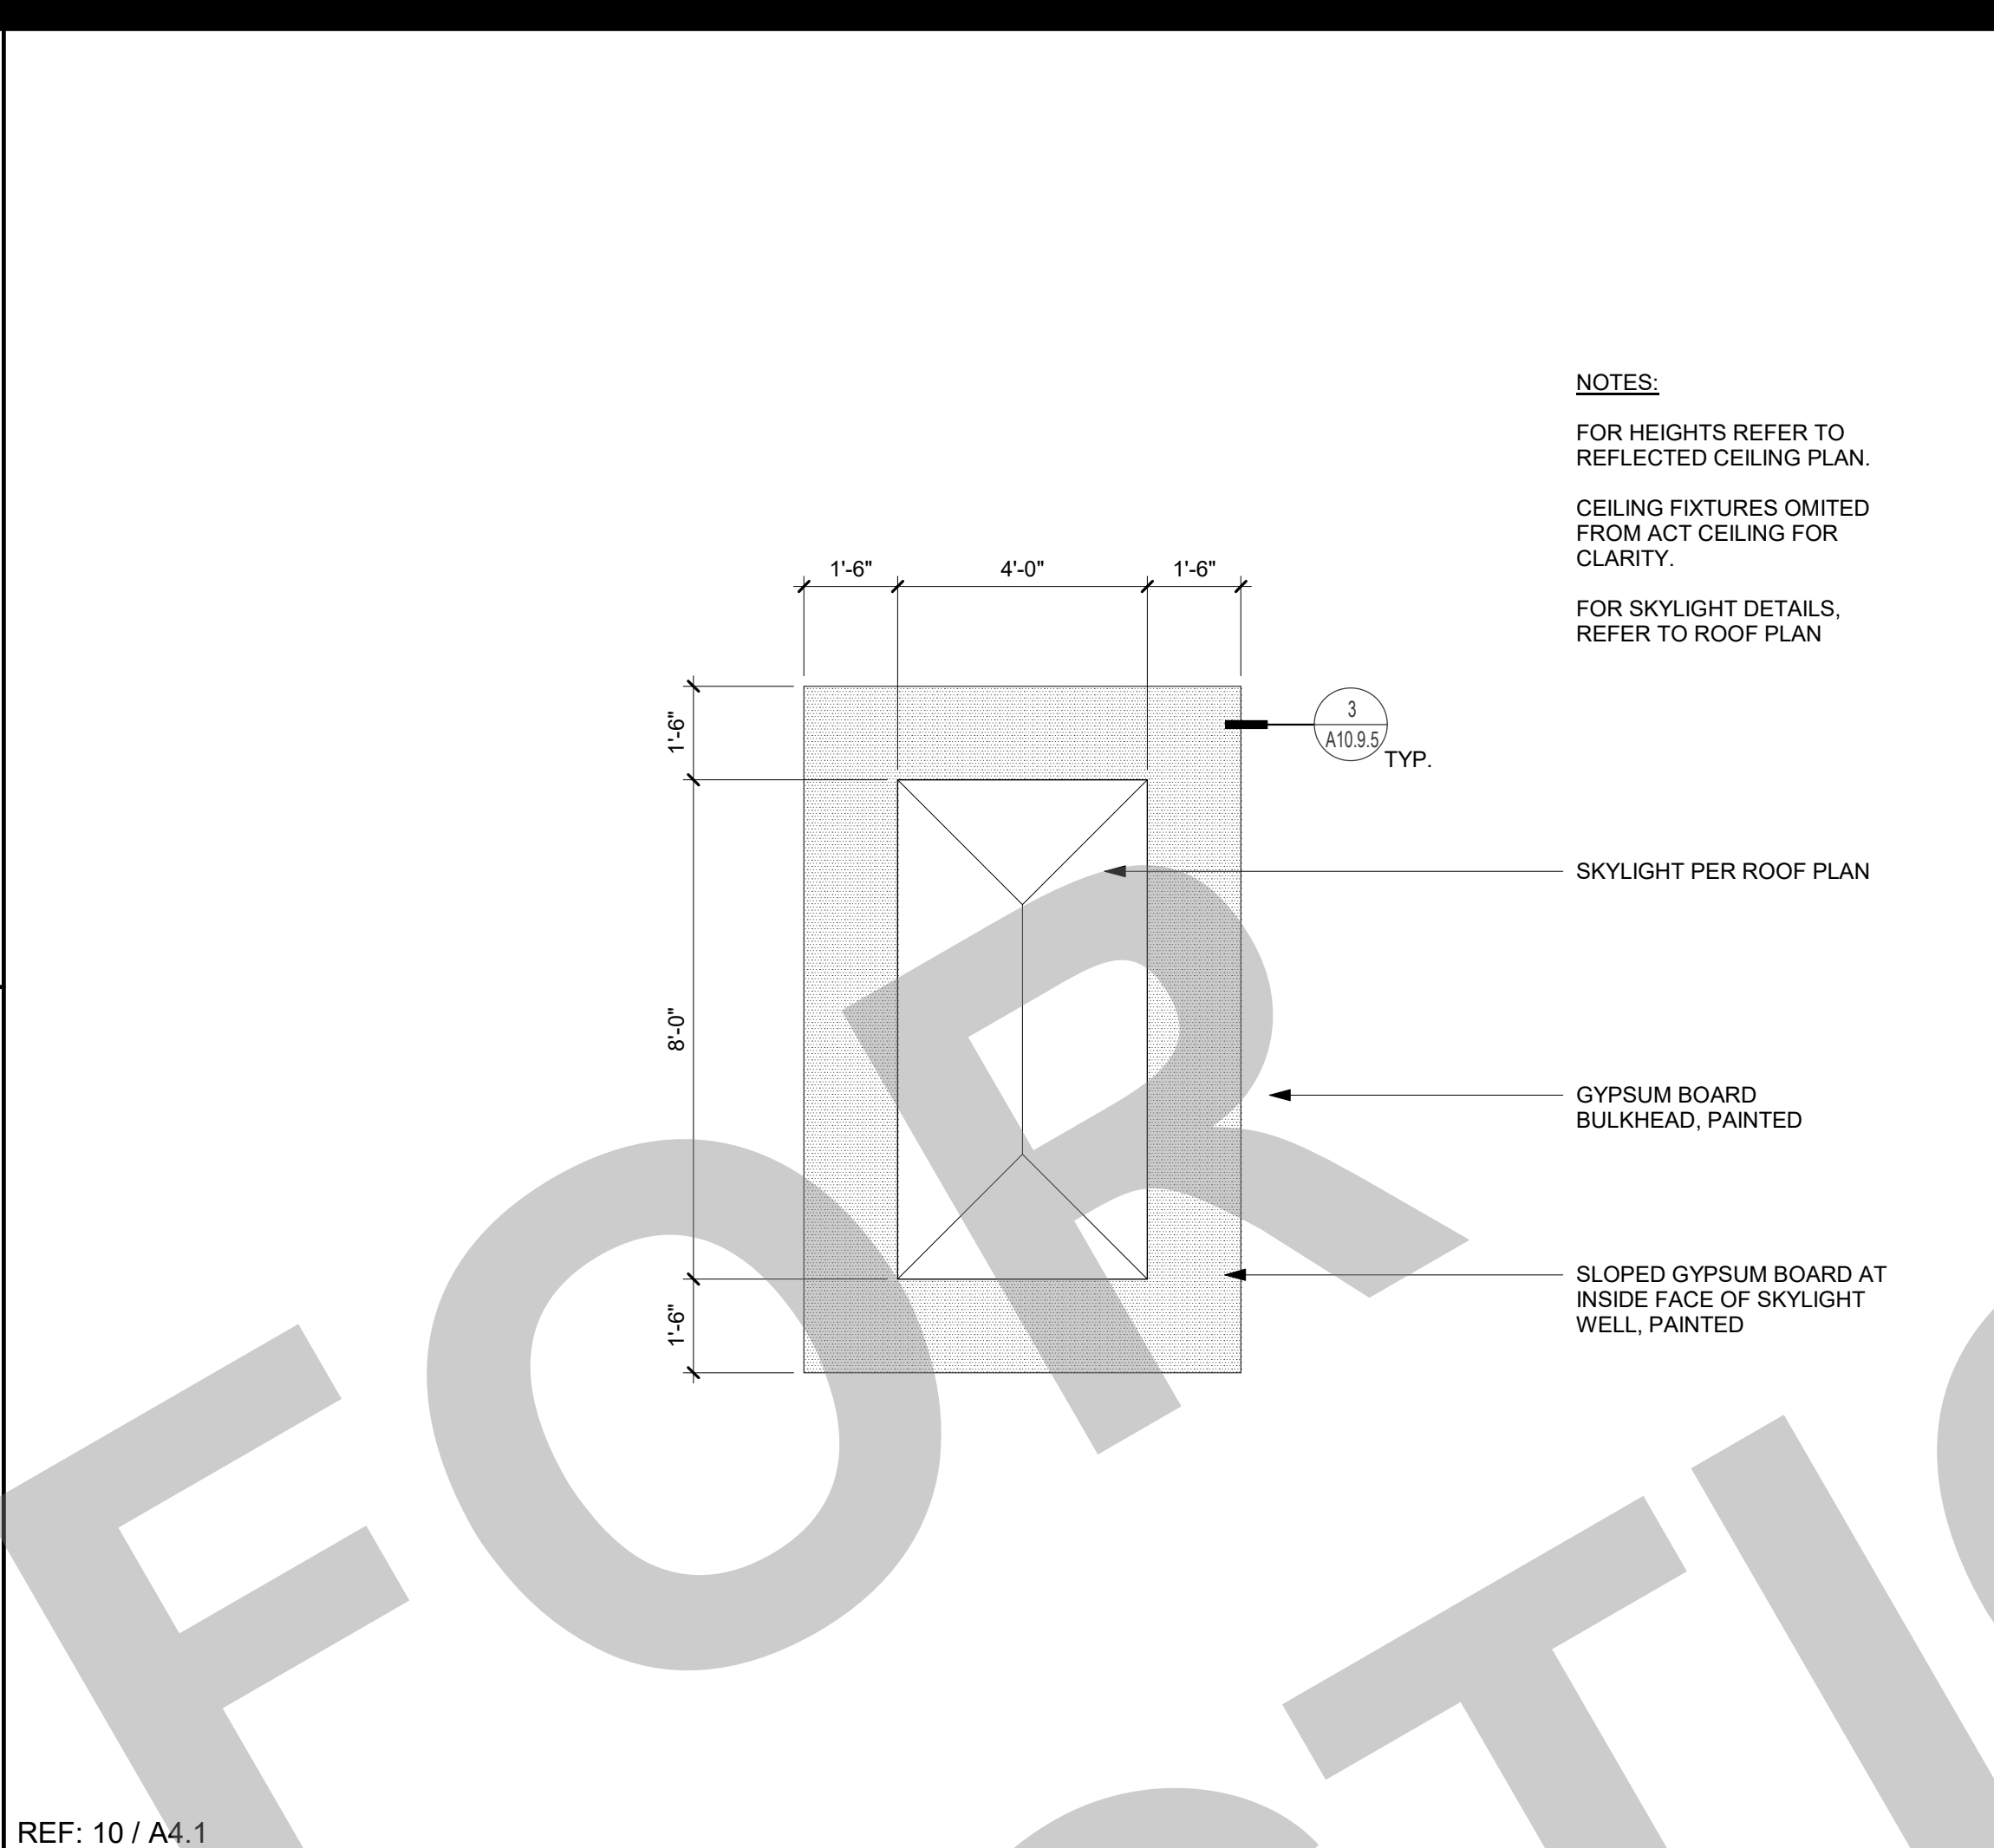 NOTES:
FOR HEIGHTS REFER TO
REFLECTED CEILING PLAN.
CEILING FIXTURES OMITED
FROM ACT CEILING FOR
CLARITY.
FOR SKYLIGHT DETAILS,
REFER TO ROOF PLAN
1'-6"
4'-0"
1'-6"
1'-6"
8'-0"
1'-6"
3
A10.9.5
TYP.
SKYLIGHT PER ROOF PLAN
GYPSUM BOARD
BULKHEAD, PAINTED
SLOPED GYPSUM BOARD AT
INSIDE FACE OF SKYLIGHT
WELL, PAINTED
FOR
REF: 10 / A4.1